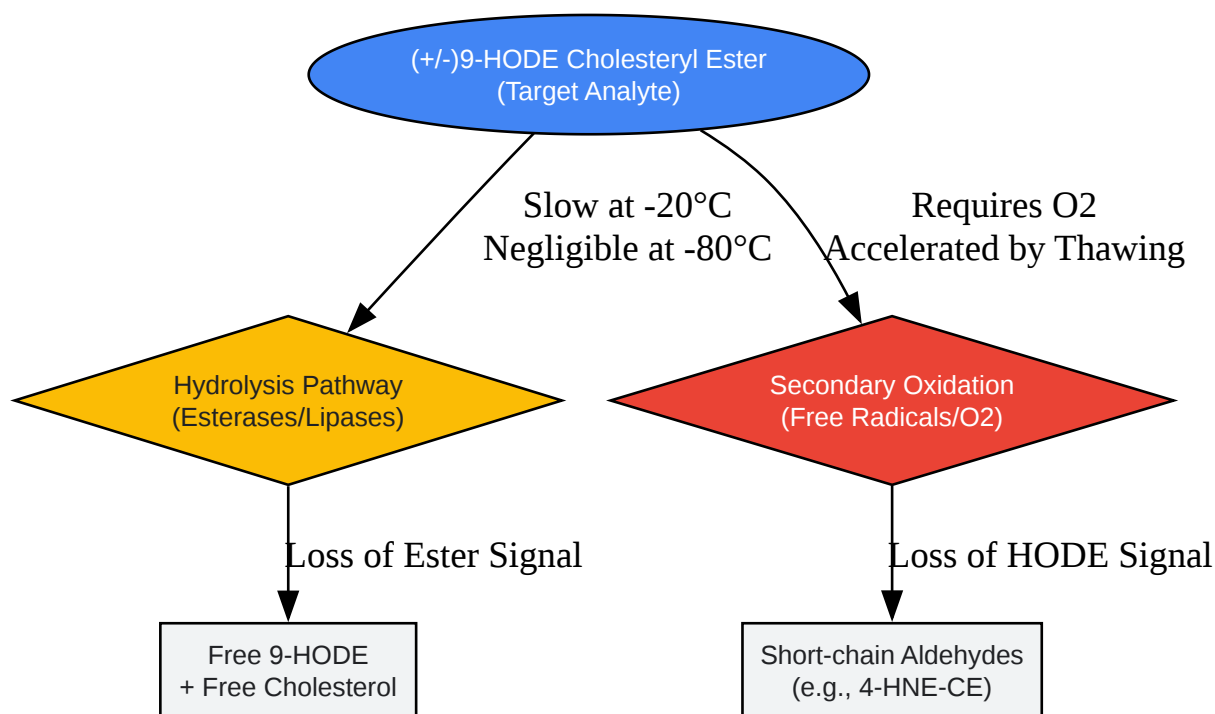 (+/-)9-HODE Cholesteryl Ester
(Target Analyte)
Slow at -20°C
Negligible at -80°C
Requires O2
Accelerated by Thawing
Hydrolysis Pathway
(Esterases/Lipases)
Secondary Oxidation
(Free Radicals/O2)
Loss of Ester Signal
Loss of HODE Signal
Free 9-HODE
+ Free Cholesterol
Short-chain Aldehydes
(e.g., 4-HNE-CE)